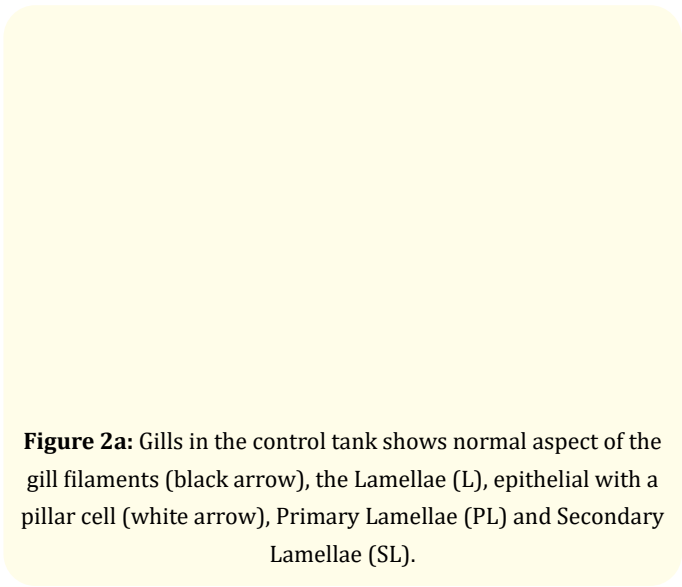 Figure 2a: Gills in the control tank shows normal aspect of the
gill filaments (black arrow), the Lamellae (L), epithelial with a
pillar cell (white arrow), Primary Lamellae (PL) and Secondary
Lamellae (SL).